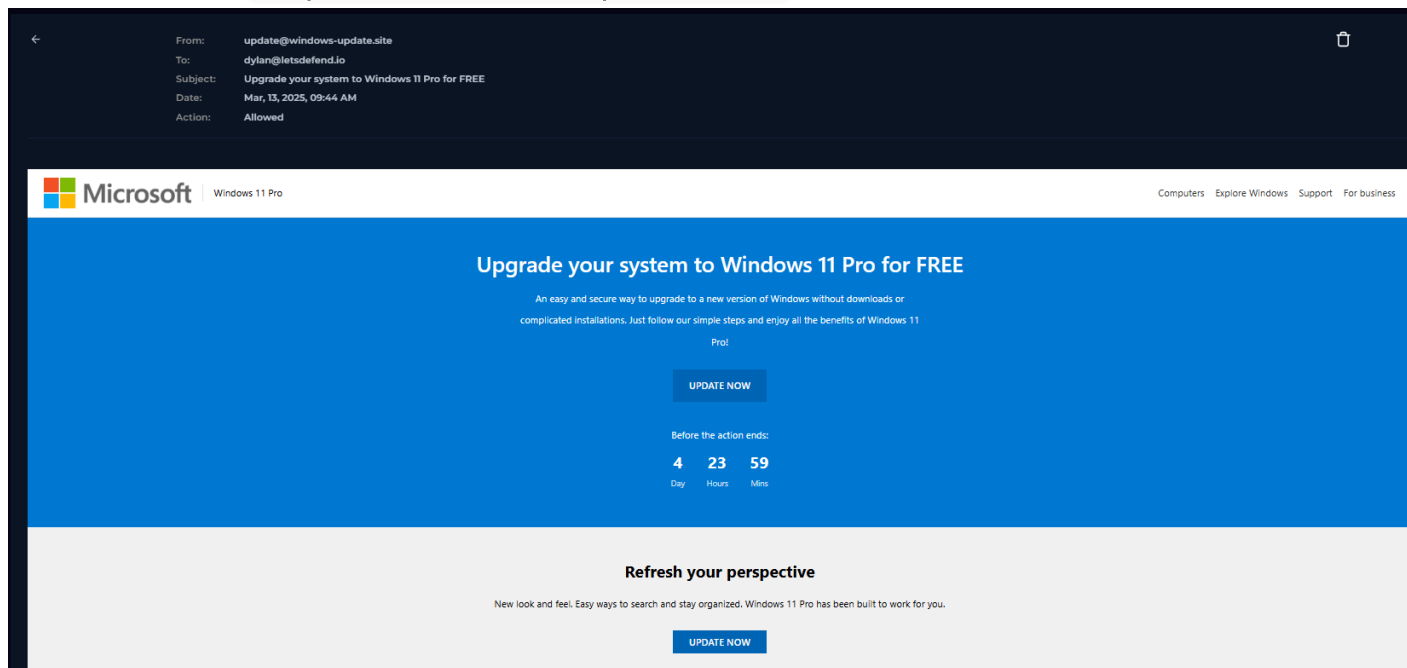 From: update@windows-update.site
To: dylan@letsdefend.io
Subject: Upgrade your system to Windows 11 Pro for FREE
Date: Mar, 13, 2025, 09:44 AM
Action: Allowed
Microsoft Windows 11 Pro Computers Explore Windows Support For business
Upgrade your system to Windows 11 Pro for FREE
An easy and secure way to upgrade to a new version of Windows without downloads or
complicated installations. Just follow our simple steps and enjoy all the benefits of Windows 11
Pro!
UPDATE NOW
Before the action ends:
4 23 59
Day Hours Mins
Refresh your perspective
New look and feel. Easy ways to search and stay organized. Windows 11 Pro has been built to work for you.
UPDATE NOW